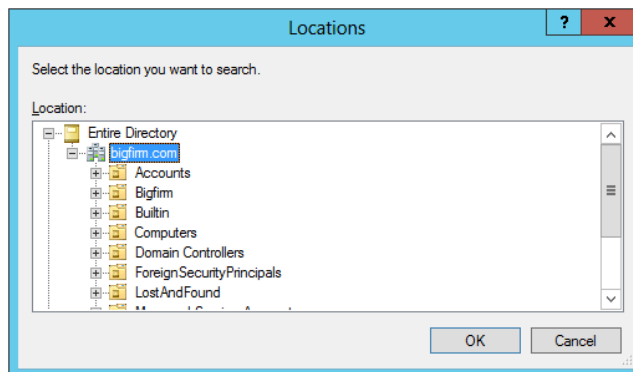 Locations
? x
Select the location you want to search.
Location:
Entire Directory
bigfirm.com
Accounts
Bigfirm
Builtin
Computers
Domain Controllers
ForeignSecurityPrincipals
LostAndFound
OK Cancel